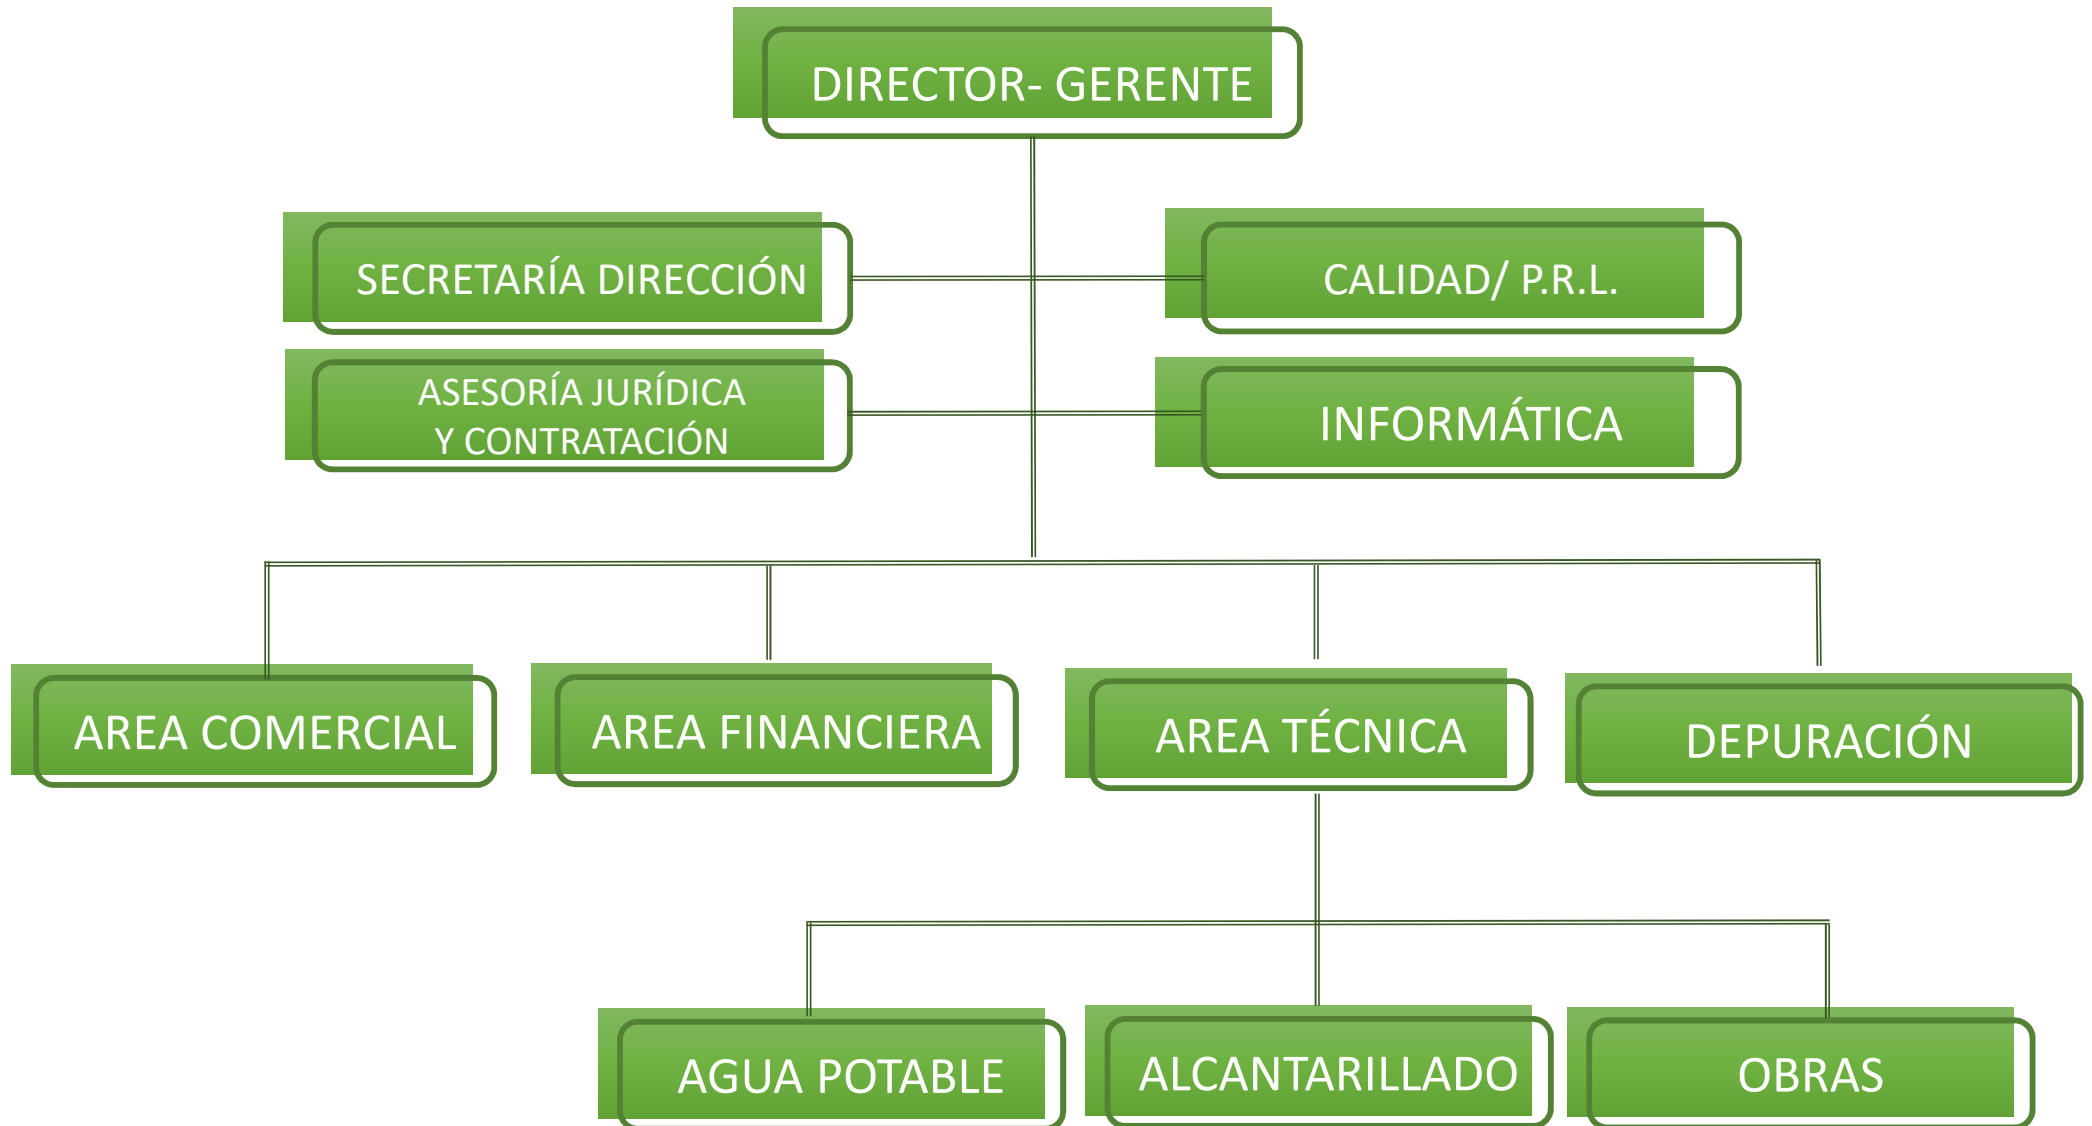 DIRECTOR- GERENTE
SECRETARÍA DIRECCIÓN
CALIDAD/ P.R.L.
ASESORÍA JURÍDICA
Y CONTRATACIÓN
INFORMÁTICA
AREA COMERCIAL
AREA FINANCIERA
AREA TÉCNICA
DEPURACIÓN
AGUA POTABLE
ALCANTARILLADO
OBRAS